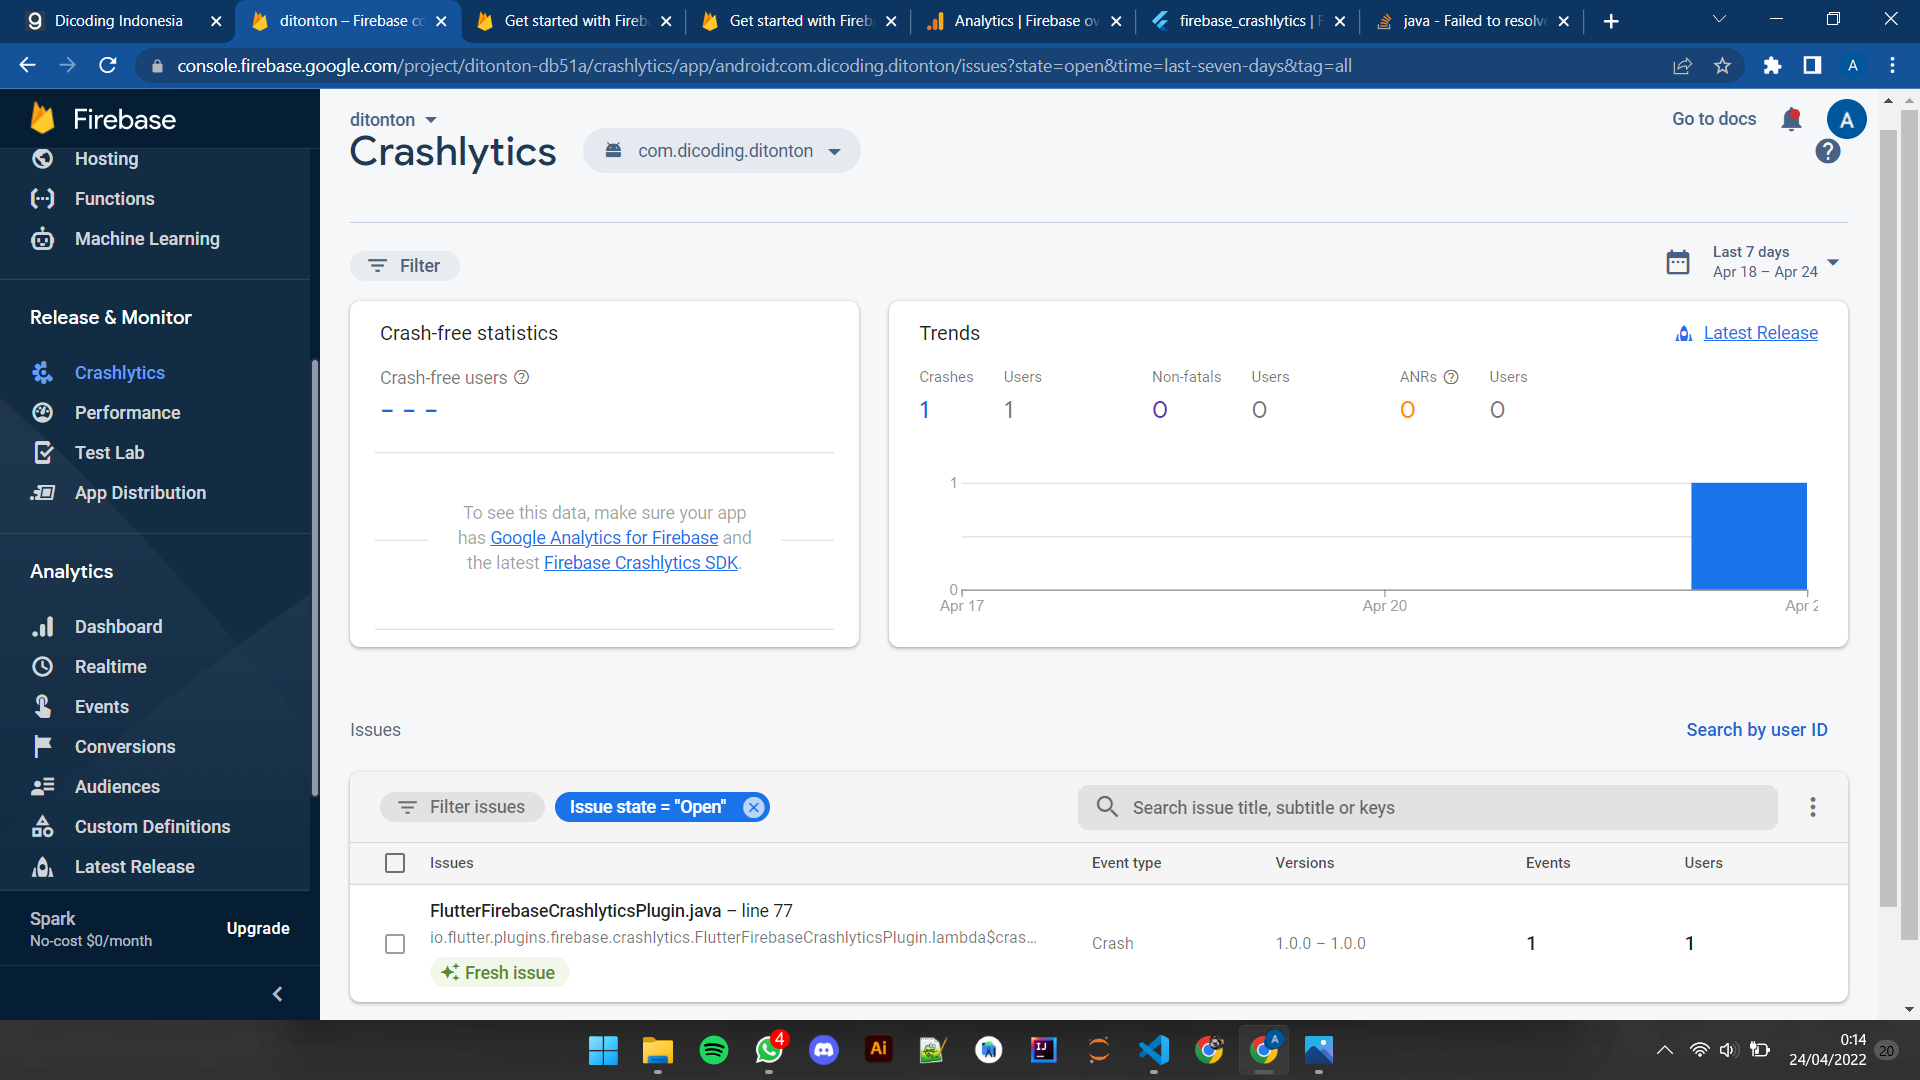 Dicoding Indonesia
ditonton – Firebase co
Get started with Fireb
Get started with Fireb
Analytics | Firebase ov
firebase_crashlytics | F
java - Failed to resolve
console.firebase.google.com/project/ditonton-db51a/crashlytics/app/android:com.dicoding.ditonton/issues?state=open&time=last-seven-days&tag=all
A
Firebase
Hosting
Functions
Machine Learning
Release & Monitor
Crashlytics
Performance
Test Lab
App Distribution
Analytics
Dashboard
Realtime
Events
Conversions
Audiences
Custom Definitions
Latest Release
Spark
No-cost $0/month
Upgrade
ditonton
Go to docs
A
Crashlytics
com.dicoding.ditonton
Filter
Last 7 days
Apr 18 – Apr 24
Crash-free statistics
Crash-free users
– – –
To see this data, make sure your app
has Google Analytics for Firebase and
the latest Firebase Crashlytics SDK.
Trends
Latest Release
Crashes Users Non-fatals Users ANRs Users
1 1 0 0 0 0
1
0
Apr 17 Apr 20 Apr 2
Issues
Search by user ID
Filter issues
Issue state = "Open"
Search issue title, subtitle or keys
Issues Event type Versions Events Users
FlutterFirebaseCrashlyticsPlugin.java – line 77
io.flutter.plugins.firebase.crashlytics.FlutterFirebaseCrashlyticsPlugin.lambda$cras...
Crash 1.0.0 – 1.0.0 1 1
Fresh issue
4
Ai
IJ
A
0:14
24/04/2022
20